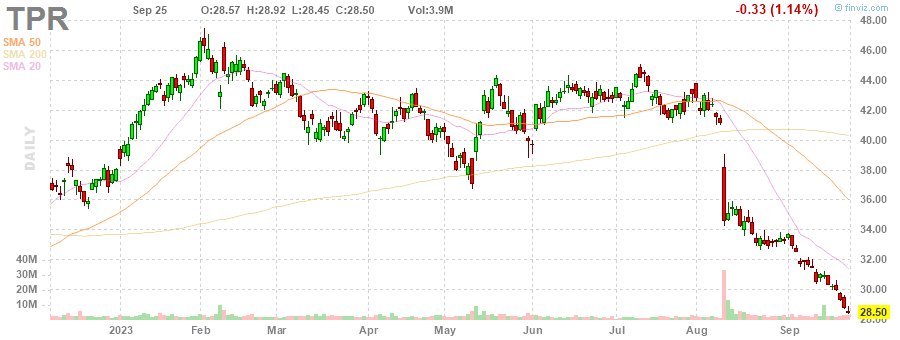 TPR Sep 25 O:28.57 H:28.92 L:28.45 C:28.50 Vol:3.9M -0.33 (1.14%) © finviz.com
SMA 50
SMA 200
SMA 20
DAILY
48.00
46.00
44.00
42.00
40.00
38.00
36.00
34.00
32.00
30.00
28.50
28.00
40M
30M
20M
10M
2023 Feb Mar Apr May Jun Jul Aug Sep